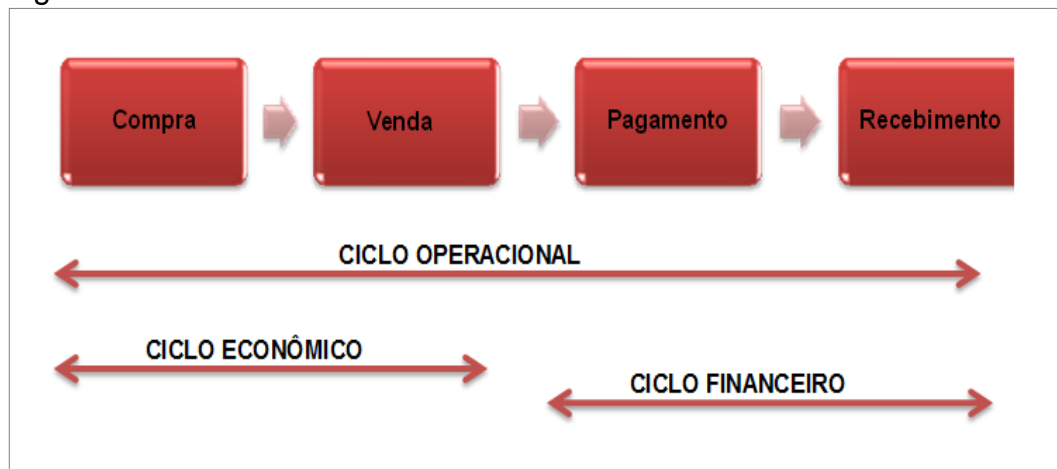 Compra
Venda
Pagamento
Recebimento
CICLO OPERACIONAL
CICLO ECONÔMICO
CICLO FINANCEIRO